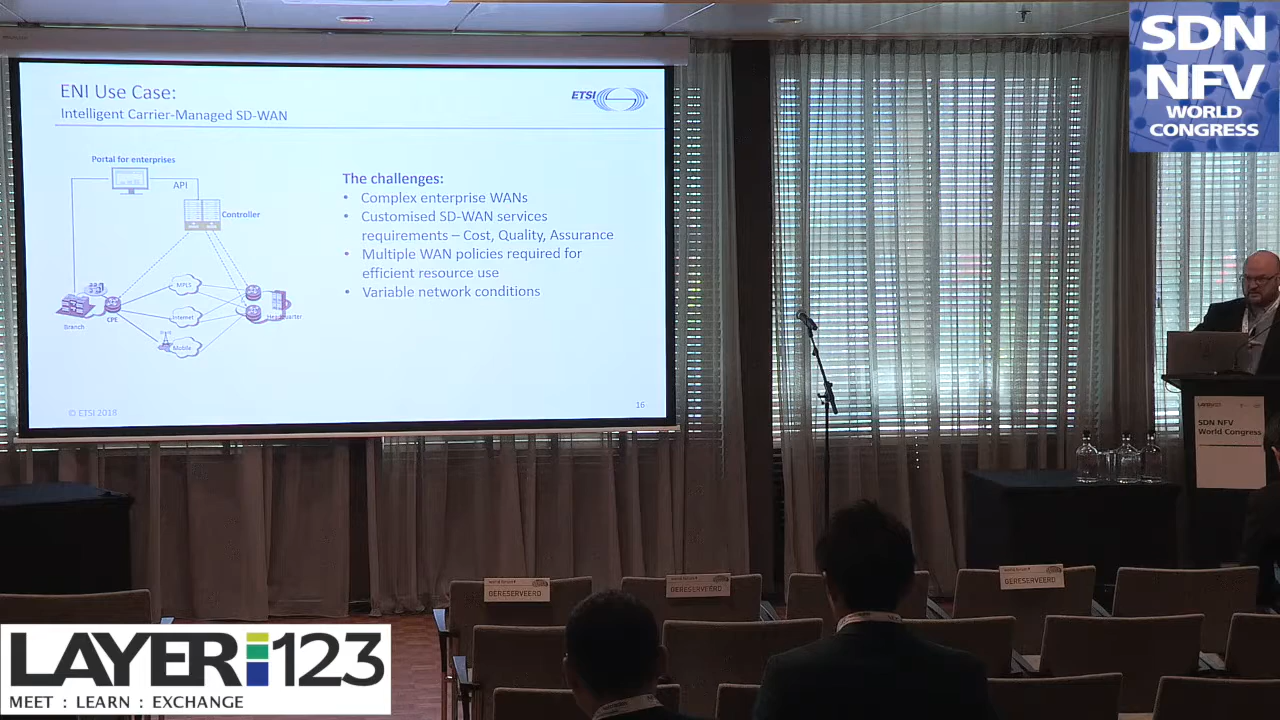 ENI Use Case:
Intelligent Carrier-Managed SD-WAN
ETSI
Portal for enterprises
API
Controller
MPLS
Internet
Mobile
Branch
CPE
Headquarter
The challenges:
• Complex enterprise WANs
• Customised SD-WAN services
requirements – Cost, Quality, Assurance
• Multiple WAN policies required for
efficient resource use
• Variable network conditions
© ETSI 2018
16
SDN
NFV
WORLD
CONGRESS
LAYER123
SDN NFV
World Congress
GERESERVEERD
GERESERVEERD
GERESERVEERD
LAYER123
MEET : LEARN : EXCHANGE